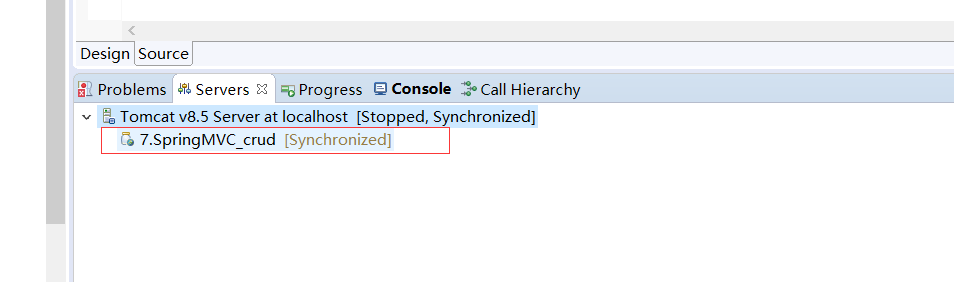 Design Source
Problems Servers Progress Console Call Hierarchy
Tomcat v8.5 Server at localhost [Stopped, Synchronized]
7.SpringMVC_crud [Synchronized]